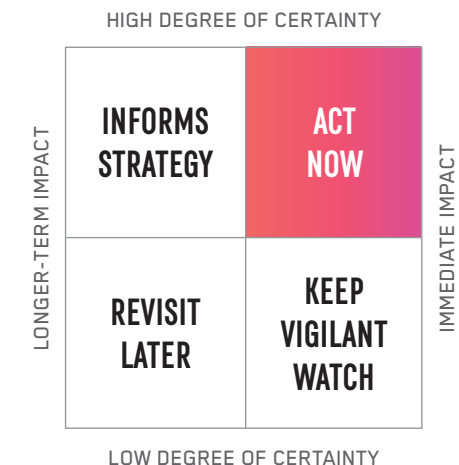 HIGH DEGREE OF CERTAINTY
INFORMS
STRATEGY
ACT
NOW
LONGER-TERM IMPACT
IMMEDIATE IMPACT
REVISIT
LATER
KEEP
VIGILANT
WATCH
LOW DEGREE OF CERTAINTY